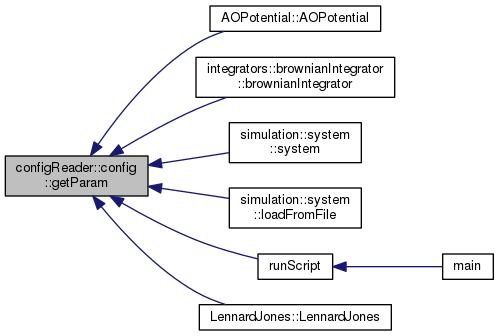 AOPotential::AOPotential
integrators::brownianIntegrator
::brownianIntegrator
simulation::system
::system
configReader::config
::getParam
simulation::system
::loadFromFile
runScript
main
LennardJones::LennardJones